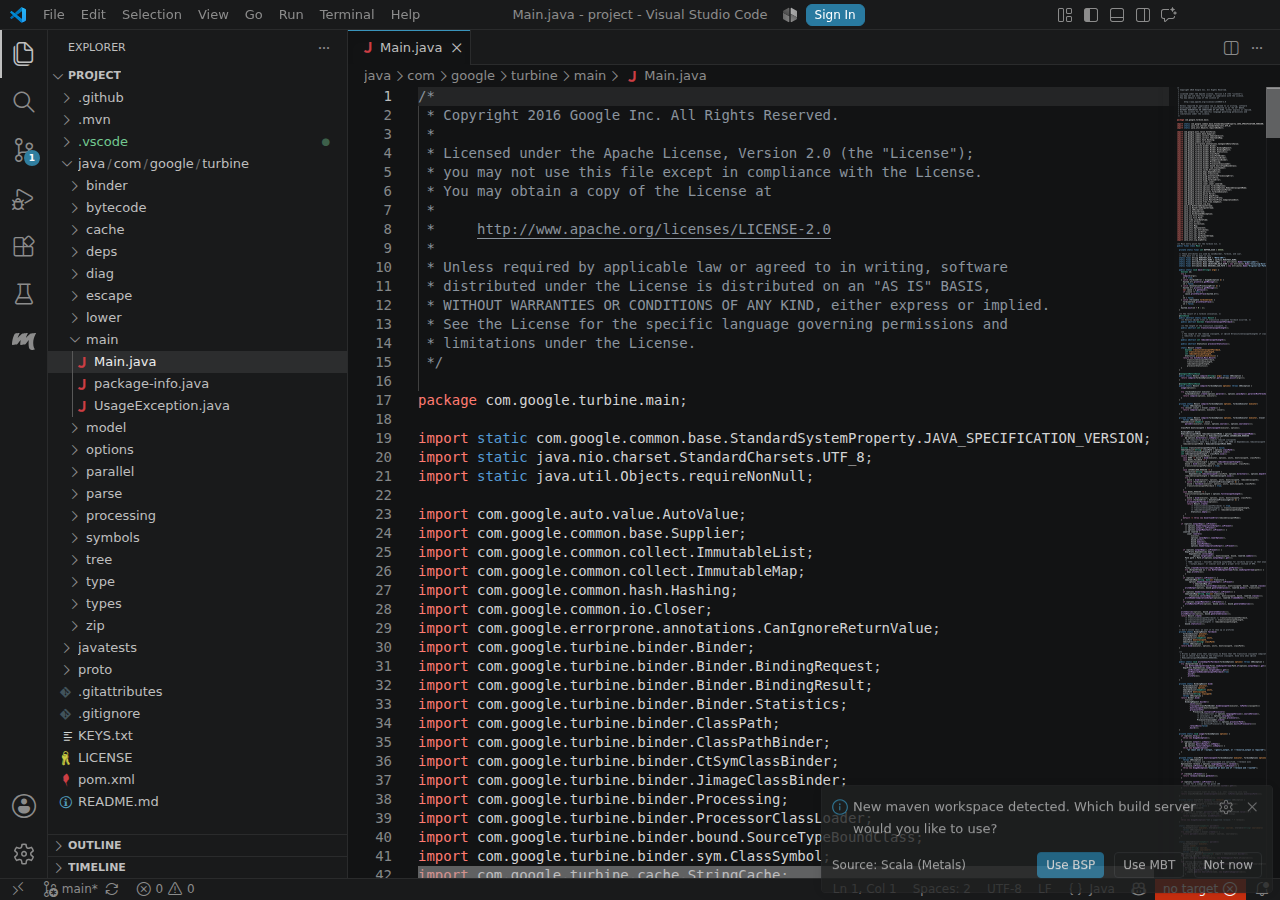 File Edit Selection View Go Run Terminal Help
Main.java - project - Visual Studio Code
Sign In
EXPLORER
PROJECT
.github
.mvn
.vscode
java/com/google/turbine
binder
bytecode
cache
deps
diag
escape
lower
main
Main.java
package-info.java
UsageException.java
model
options
parallel
parse
processing
symbols
tree
type
types
zip
javatests
proto
.gitattributes
.gitignore
KEYS.txt
LICENSE
pom.xml
README.md
OUTLINE
TIMELINE
Main.java
java > com > google > turbine > main > Main.java
1 /*
2  * Copyright 2016 Google Inc. All Rights Reserved.
3  *
4  * Licensed under the Apache License, Version 2.0 (the "License");
5  * you may not use this file except in compliance with the License.
6  * You may obtain a copy of the License at
7  *
8  *     http://www.apache.org/licenses/LICENSE-2.0
9  *
10  * Unless required by applicable law or agreed to in writing, software
11  * distributed under the License is distributed on an "AS IS" BASIS,
12  * WITHOUT WARRANTIES OR CONDITIONS OF ANY KIND, either express or implied.
13  * See the License for the specific language governing permissions and
14  * limitations under the License.
15  */
16
17 package com.google.turbine.main;
18
19 import static com.google.common.base.StandardSystemProperty.JAVA_SPECIFICATION_VERSION;
20 import static java.nio.charset.StandardCharsets.UTF_8;
21 import static java.util.Objects.requireNonNull;
22
23 import com.google.auto.value.AutoValue;
24 import com.google.common.base.Supplier;
25 import com.google.common.collect.ImmutableList;
26 import com.google.common.collect.ImmutableMap;
27 import com.google.common.hash.Hashing;
28 import com.google.common.io.Closer;
29 import com.google.errorprone.annotations.CanIgnoreReturnValue;
30 import com.google.turbine.binder.Binder;
31 import com.google.turbine.binder.Binder.BindingRequest;
32 import com.google.turbine.binder.Binder.BindingResult;
33 import com.google.turbine.binder.Binder.Statistics;
34 import com.google.turbine.binder.ClassPath;
35 import com.google.turbine.binder.ClassPathBinder;
36 import com.google.turbine.binder.CtSymClassBinder;
37 import com.google.turbine.binder.JimageClassBinder;
38 import com.google.turbine.binder.Processing;
39 import com.google.turbine.binder.ProcessorClassLoader;
40 import com.google.turbine.binder.bound.SourceTypeBoundClass;
41 import com.google.turbine.binder.sym.ClassSymbol;
42 import com.google.turbine.cache.StringCache;
New maven workspace detected. Which build server
would you like to use?
Source: Scala (Metals)
Use BSP
Use MBT
Not now
1
main*
0
0
Ln 1, Col 1
Spaces: 2
UTF-8
LF
{ } Java
no target